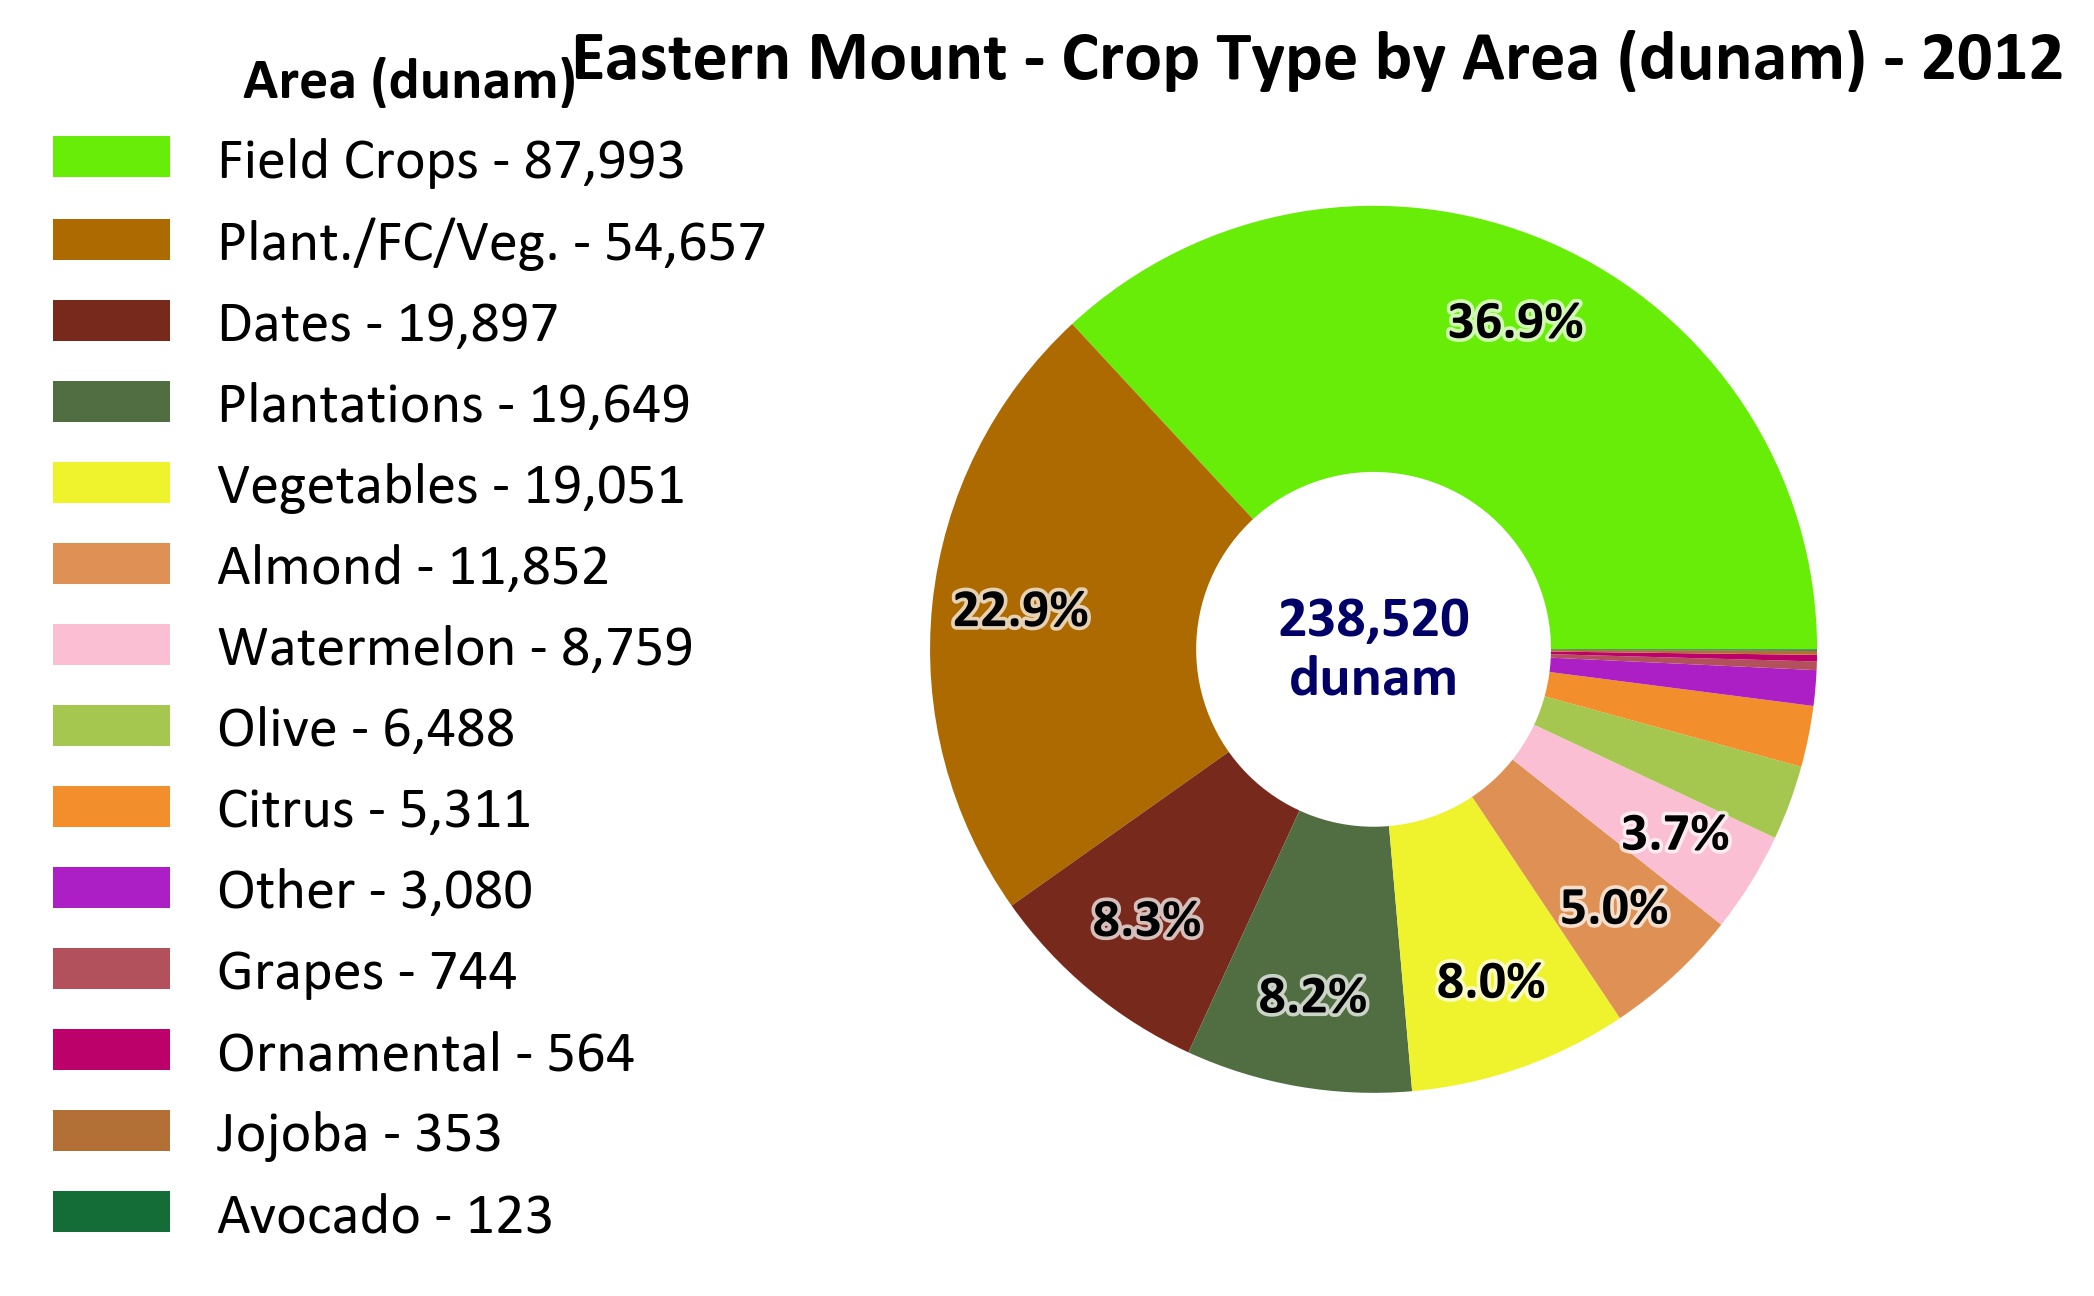 Eastern Mount - Crop Type by Area (dunam) - 2012
Area (dunam)
Field Crops - 87,993
Plant./FC/Veg. - 54,657
Dates - 19,897
Plantations - 19,649
Vegetables - 19,051
Almond - 11,852
Watermelon - 8,759
Olive - 6,488
Citrus - 5,311
Other - 3,080
Grapes - 744
Ornamental - 564
Jojoba - 353
Avocado - 123
36.9%
22.9%
8.3%
8.2%
8.0%
5.0%
3.7%
238,520
dunam